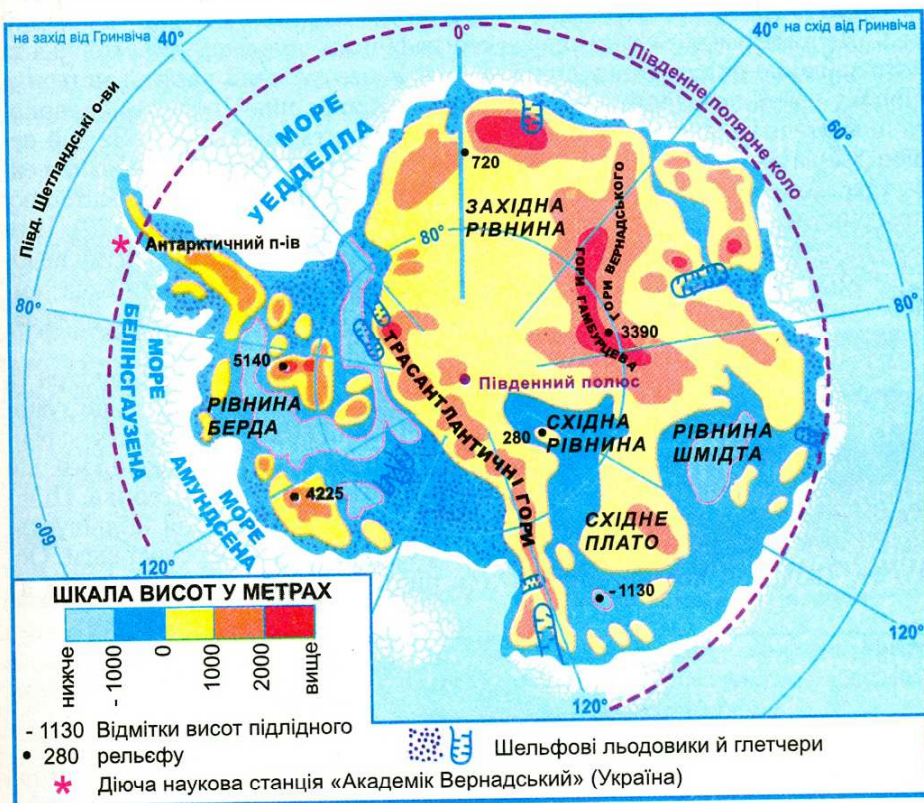 на захід від Гринвіча
40°
0°
40°
на схід від Гринвіча
Південне полярне коло
60°
80°
120°
120°
120°
60°
80°
80°
Півд. Шетландські о-ви
МОРЕ
УЕДДЕЛЛА
720
ЗАХІДНА
РІВНИНА
ГОРИ ВЕРНАДСЬКОГО
ГОРИ ГАМБУРЦЕВА
3390
Антарктичний п-ів
МОРЕ
БЕЛІНСГАУЗЕНА
5140
РІВНИНА
БЕРДА
ТРАСАНТЛАНТИЧНІ ГОРИ
Південний полюс
280
СХІДНА
РІВНИНА
РІВНИНА
ШМІДТА
МОРЕ
АМУНДСЕНА
4225
СХІДНЕ
ПЛАТО
- 1130
ШКАЛА ВИСОТ У МЕТРАХ
нижче
- 1000
0
1000
2000
вище
- 1130 Відмітки висот підлідного
• 280 рельєфу
Шельфові льодовики й глетчери
* Діюча наукова станція «Академік Вернадський» (Україна)